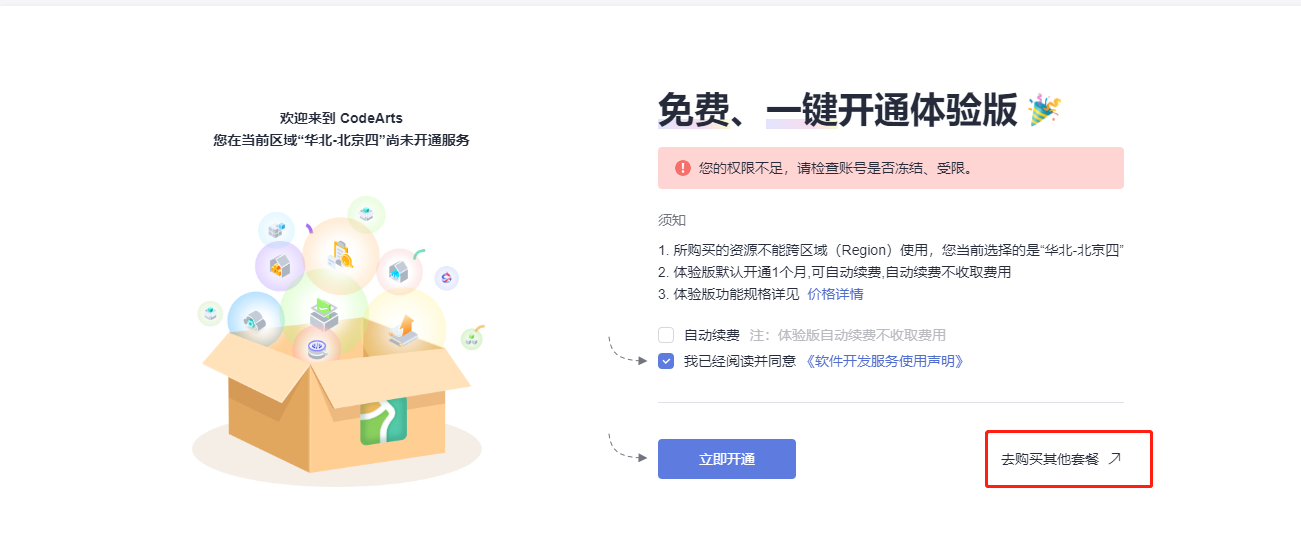 欢迎来到 CodeArts
您在当前区域“华北-北京四”尚未开通服务
免费、一键开通体验版
您的权限不足，请检查账号是否冻结、受限。
须知
1. 所购买的资源不能跨区域（Region）使用，您当前选择的是“华北-北京四”
2. 体验版默认开通1个月,可自动续费,自动续费不收取费用
3. 体验版功能规格详见 价格详情
自动续费 注：体验版自动续费不收取费用
我已经阅读并同意 《软件开发服务使用声明》
立即开通
去购买其他套餐